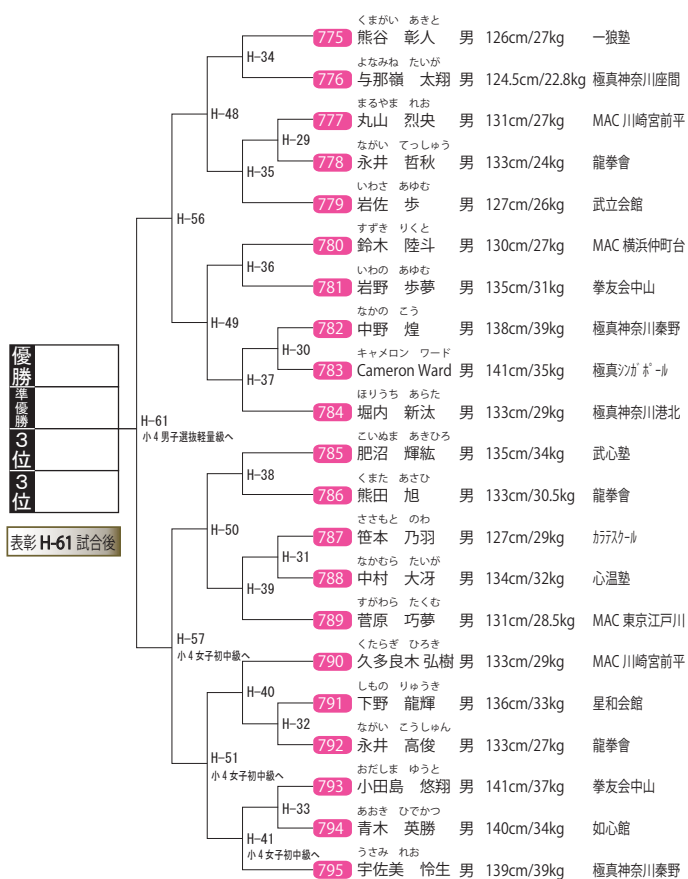 くまがい あきと
775 熊谷 彰人 男 126cm/27kg 一狼塾
H-34
よなみね たいが
776 与那嶺 太翔 男 124.5cm/22.8kg 極真神奈川座間
H-48
まるやま れお
777 丸山 烈央 男 131cm/27kg MAC川崎宮前平
H-29
ながい てっしゅう
778 永井 哲秋 男 133cm/24kg 龍拳會
H-35
いわさ あゆむ
779 岩佐 歩 男 127cm/26kg 武立会館
H-56
すずき りくと
780 鈴木 陸斗 男 130cm/27kg MAC横浜仲町台
H-36
いわの あゆむ
781 岩野 歩夢 男 135cm/31kg 拳友会中山
H-49
なかの こう
782 中野 煌 男 138cm/39kg 極真神奈川秦野
H-30
キャメロン ワード
783 Cameron Ward 男 141cm/35kg 極真シンガポール
H-37
ほりうち あらた
784 堀内 新汰 男 133cm/29kg 極真神奈川港北
優勝
準優勝
3位
3位
H-61
小4男子選抜軽量級へ
表彰 H-61 試合後
こいぬま あきひろ
785 肥沼 輝紘 男 135cm/34kg 武心塾
H-38
くまた あさひ
786 熊田 旭 男 133cm/30.5kg 龍拳會
H-50
ささもと のわ
787 笹本 乃羽 男 127cm/29kg カラテスクール
H-31
なかむら たいが
788 中村 大冴 男 134cm/32kg 心温塾
H-39
すがわら たくむ
789 菅原 巧夢 男 131cm/28.5kg MAC東京江戸川
H-57
小4女子初中級へ
くたらぎ ひろき
790 久多良木 弘樹 男 133cm/29kg MAC川崎宮前平
H-40
しもの りゅうき
791 下野 龍輝 男 136cm/33kg 星和会館
H-32
ながい こうしゅん
792 永井 高俊 男 133cm/27kg 龍拳會
H-51
小4女子初中級へ
おだしま ゆうと
793 小田島 悠翔 男 141cm/37kg 拳友会中山
H-33
あおき ひでかつ
794 青木 英勝 男 140cm/34kg 如心館
H-41
小4女子初中級へ
うさみ れお
795 宇佐美 怜生 男 139cm/39kg 極真神奈川秦野